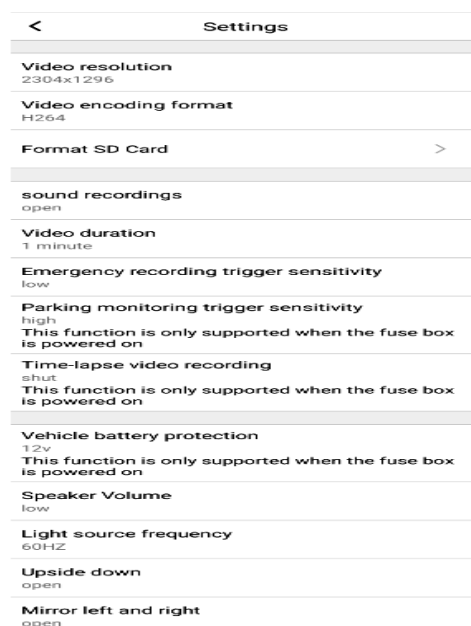 <
Settings
Video resolution
2304x1296
Video encoding format
H264
Format SD Card >
sound recordings
open
Video duration
1 minute
Emergency recording trigger sensitivity
low
Parking monitoring trigger sensitivity
high
This function is only supported when the fuse box
is powered on
Time-lapse video recording
shut
This function is only supported when the fuse box
is powered on
Vehicle battery protection
12v
This function is only supported when the fuse box
is powered on
Speaker Volume
low
Light source frequency
60HZ
Upside down
open
Mirror left and right
open